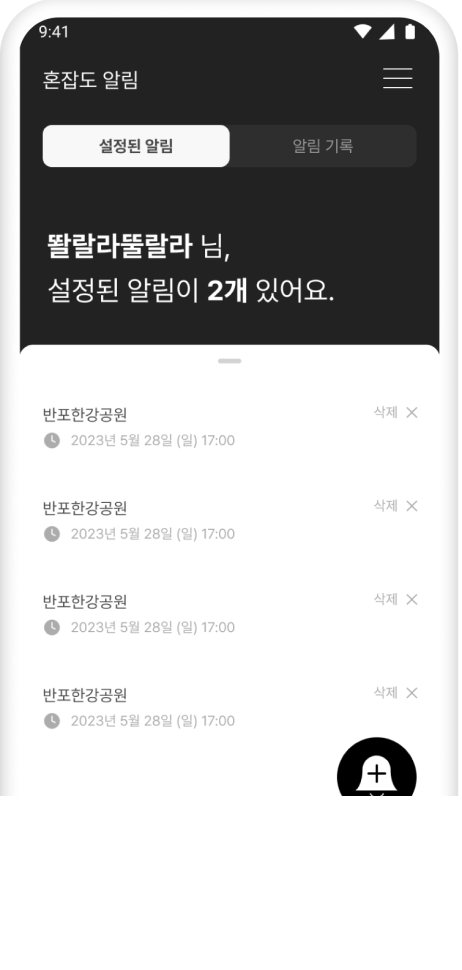 9:41
혼잡도 알림
설정된 알림
알림 기록
똴랄라뚤랄라 님,
설정된 알림이 2개 있어요.
반포한강공원
삭제
2023년 5월 28일 (일) 17:00
반포한강공원
삭제
2023년 5월 28일 (일) 17:00
반포한강공원
삭제
2023년 5월 28일 (일) 17:00
반포한강공원
삭제
2023년 5월 28일 (일) 17:00